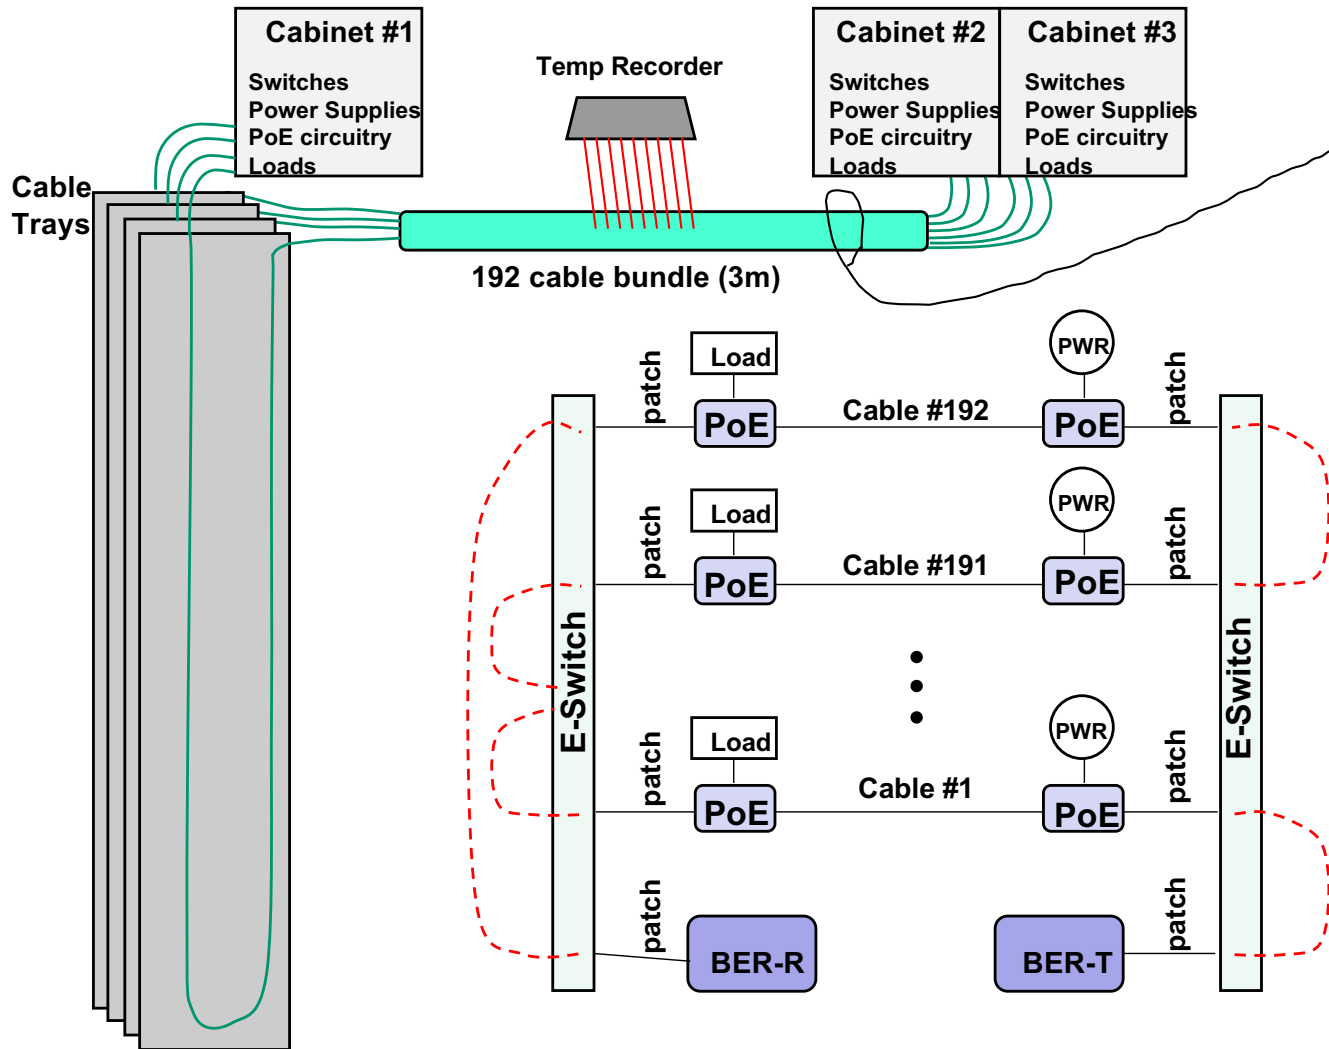 Cabinet #1
Switches
Power Supplies
PoE circuitry
Loads
Temp Recorder
Cabinet #2
Switches
Power Supplies
PoE circuitry
Loads
Cabinet #3
Switches
Power Supplies
PoE circuitry
Loads
Cable
Trays
192 cable bundle (3m)
patch
Load
PoE
Cable #192
PWR
PoE
patch
patch
Load
PoE
Cable #191
PWR
PoE
patch
E-Switch
E-Switch
patch
Load
PoE
Cable #1
PWR
PoE
patch
patch
BER-R
BER-T
patch